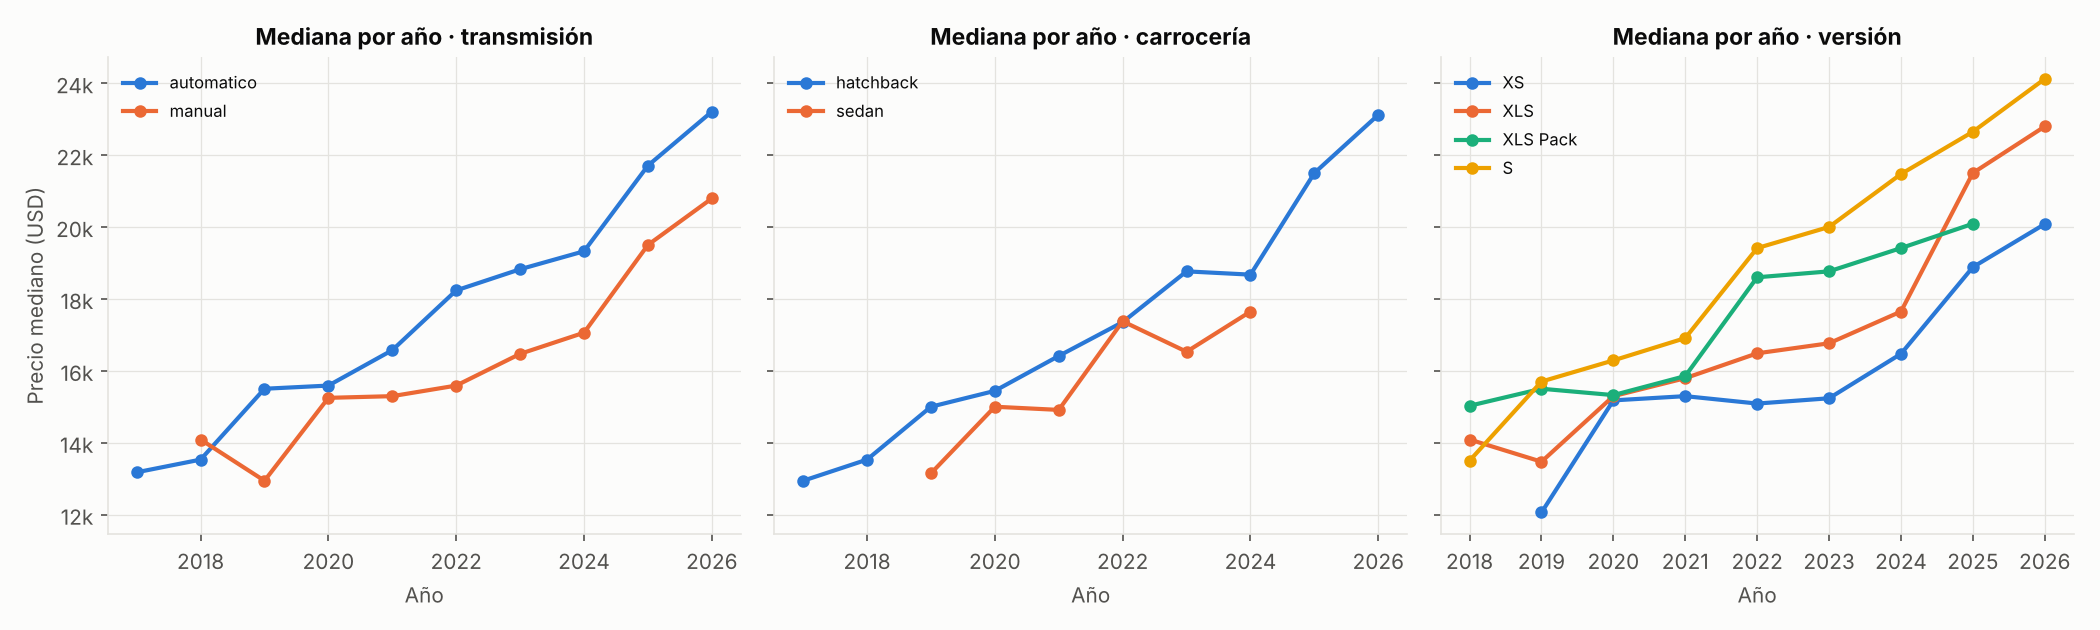 Mediana por año · transmisión
automatico
manual
24k
22k
20k
18k
16k
14k
12k
Precio mediano (USD)
2018 2020 2022 2024 2026
Año
Mediana por año · carrocería
hatchback
sedan
2018 2020 2022 2024 2026
Año
Mediana por año · versión
XS
XLS
XLS Pack
S
2018 2019 2020 2021 2022 2023 2024 2025 2026
Año